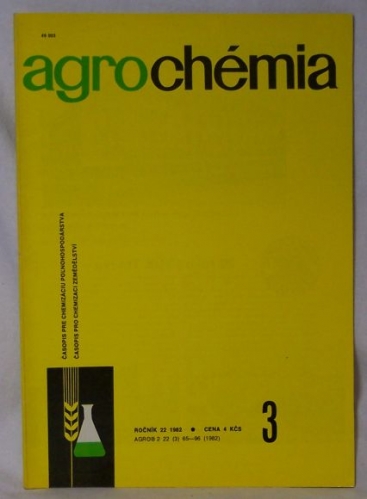 agrochémia
ČASOPIS PRE CHEMIZÁCIU POĽNOHOSPODÁRSTVA
ČASOPIS PRO CHEMIZACI ZEMĚDĚLSTVÍ
ROČNÍK 22 1982 • CENA 4 KČS
AGROB 2 22 (3) 65—96 (1982)
3